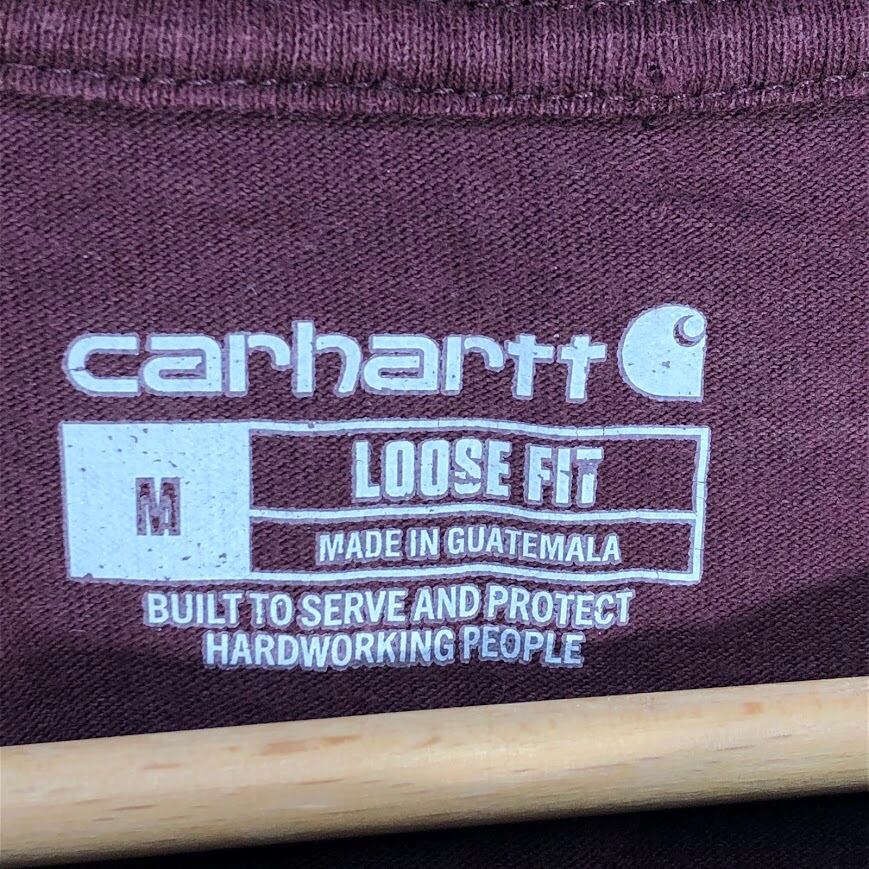 carhartt
M
LOOSE FIT
MADE IN GUATEMALA
BUILT TO SERVE AND PROTECT
HARDWORKING PEOPLE